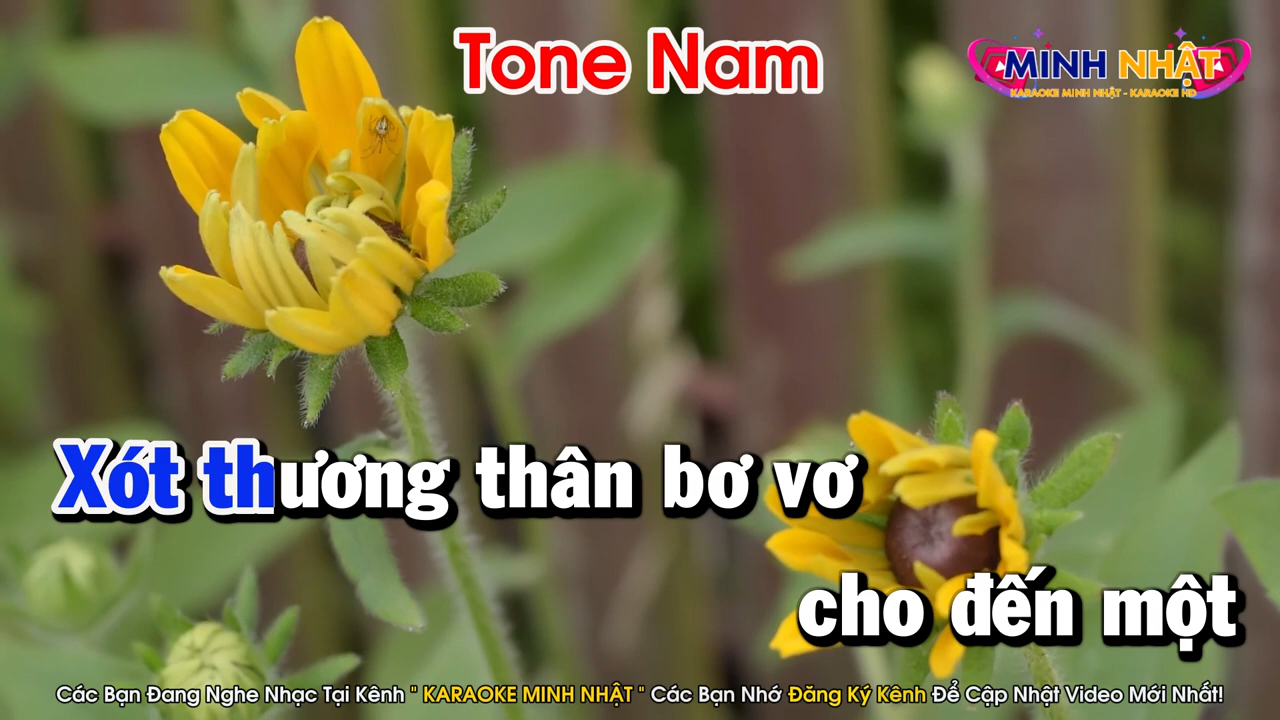 Tone Nam
MINH NHẬT
KARAOKE MINH NHẬT - KARAOKE HD
Xót thương thân bơ vơ
cho đến một
Các Bạn Đang Nghe Nhạc Tại Kênh " KARAOKE MINH NHẬT " Các Bạn Nhớ Đăng Ký Kênh Để Cập Nhật Video Mới Nhất!